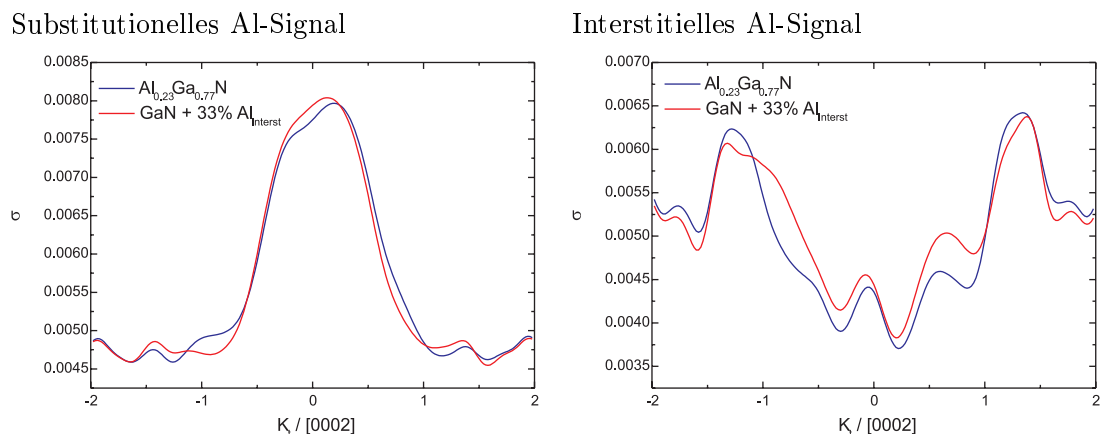 Substitutionelles Al-Signal
0.0085
0.0080
0.0075
0.0070
0.0065
0.0060
0.0055
0.0050
0.0045
σ
Al0.23Ga0.77N
GaN + 33% AlInterst
-2 -1 0 1 2
Kt / [0002]
Interstitielles Al-Signal
0.0070
0.0065
0.0060
0.0055
0.0050
0.0045
0.0040
0.0035
σ
Al0.23Ga0.77N
GaN + 33% AlInterst
-2 -1 0 1 2
Kt / [0002]